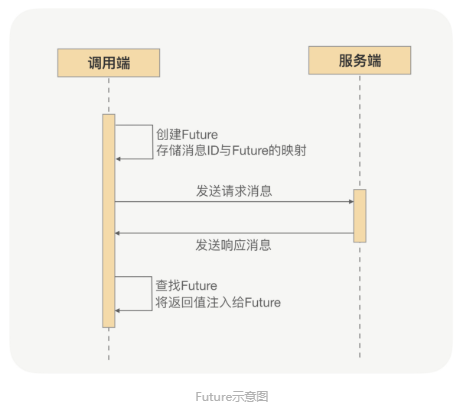 调用端
服务端
创建Future
存储消息ID与Future的映射
发送请求消息
发送响应消息
查找Future
将返回值注入给Future
Future示意图